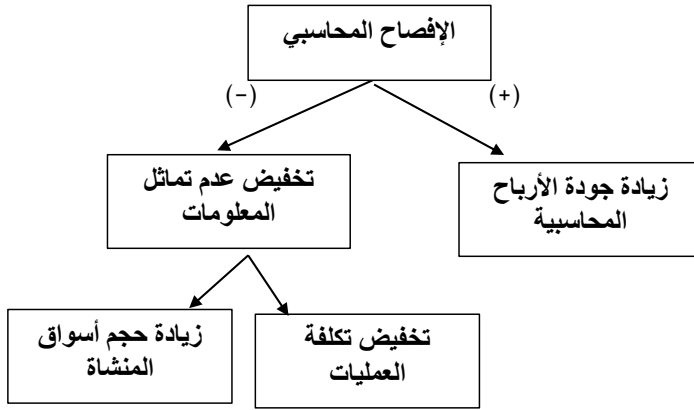 الإفصاح المحاسبي
(-)
(+)
تخفيض عدم تماثل
المعلومات
زيادة جودة الأرباح
المحاسبية
زيادة حجم أسواق
المنشاة
تخفيض تكلفة
العمليات